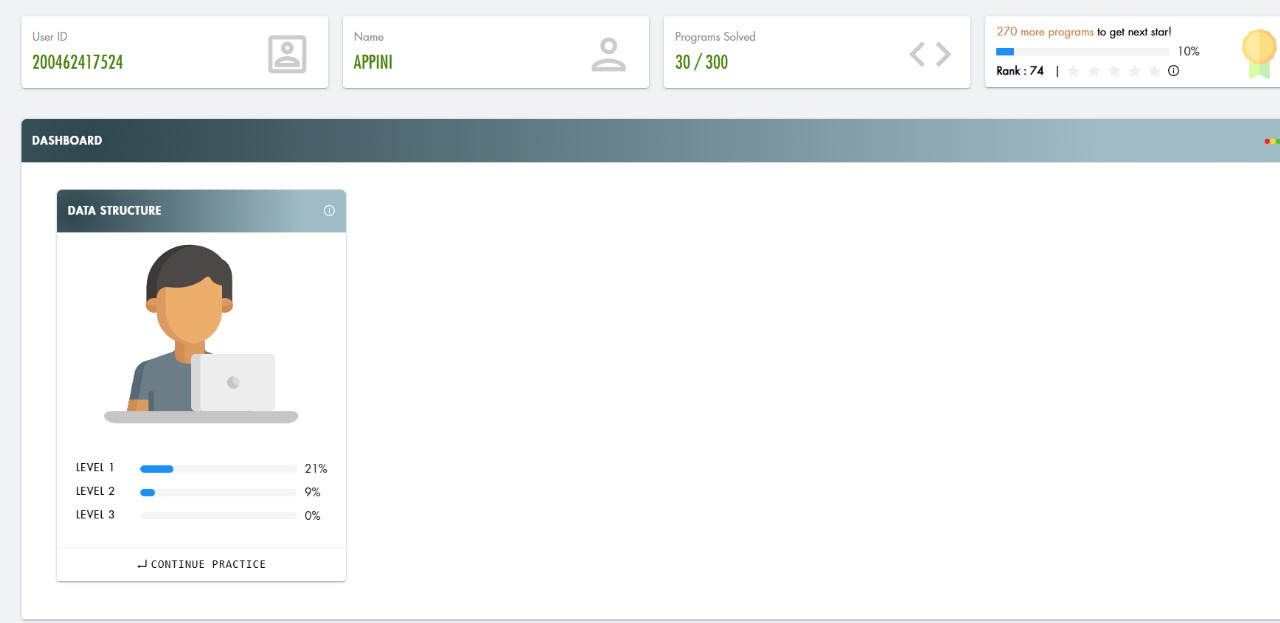 User ID
200462417524
Name
APPINI
Programs Solved
30 / 300
270 more programs to get next star!
10%
Rank : 74 |
DASHBOARD
DATA STRUCTURE
LEVEL 1 21%
LEVEL 2 9%
LEVEL 3 0%
CONTINUE PRACTICE